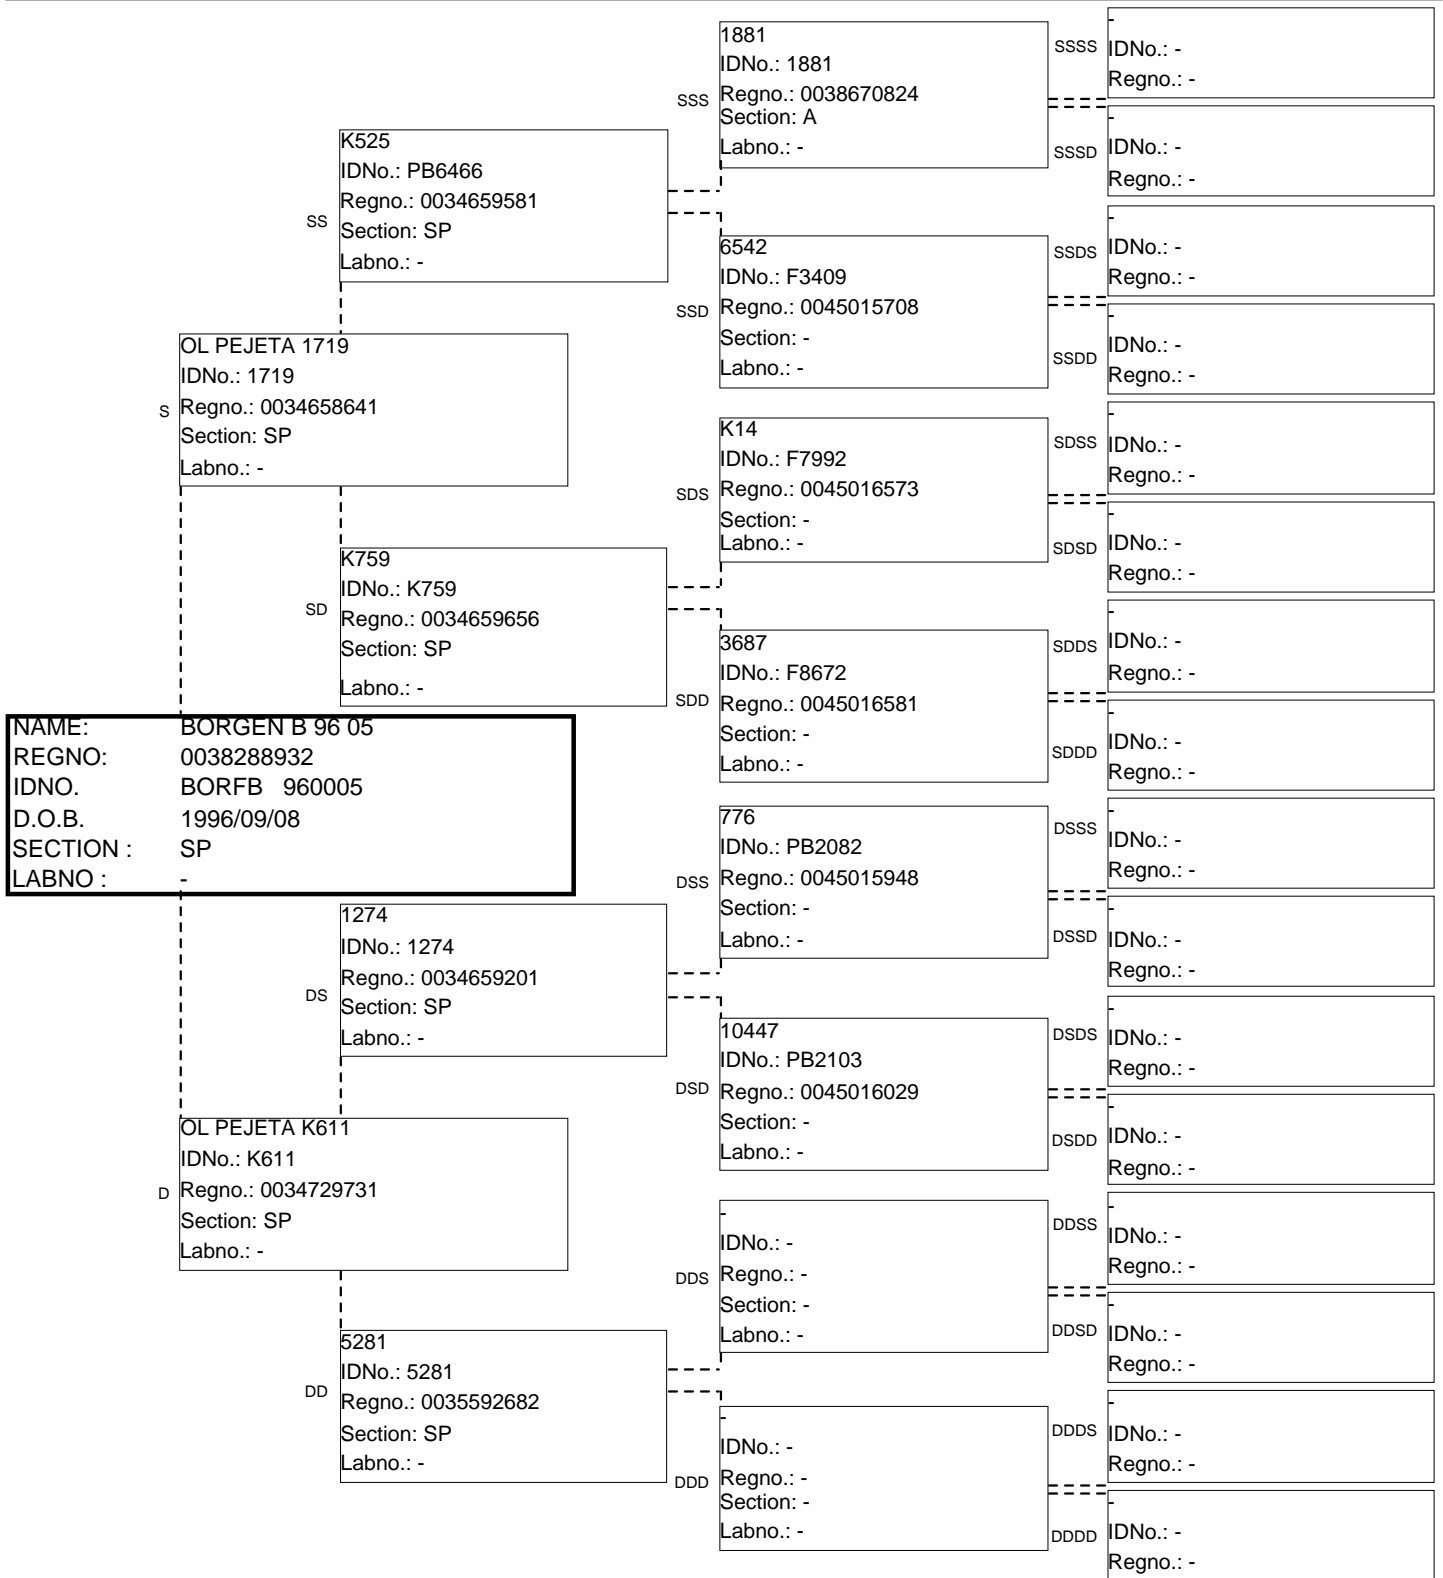 1881
IDNo.: 1881
SSS Regno.: 0038670824
Section: A
Labno.: -
-
SSSS IDNo.: -
Regno.: -
-
SSSD IDNo.: -
Regno.: -
K525
IDNo.: PB6466
Regno.: 0034659581
SS
Section: SP
Labno.: -
6542
IDNo.: F3409
SSD Regno.: 0045015708
Section: -
Labno.: -
-
SSDS IDNo.: -
Regno.: -
-
SSDD IDNo.: -
Regno.: -
OL PEJETA 1719
IDNo.: 1719
S Regno.: 0034658641
Section: SP
Labno.: -
K14
IDNo.: F7992
SDS Regno.: 0045016573
Section: -
Labno.: -
-
SDSS IDNo.: -
Regno.: -
-
SDSD IDNo.: -
Regno.: -
K759
IDNo.: K759
SD Regno.: 0034659656
Section: SP
Labno.: -
3687
IDNo.: F8672
SDD Regno.: 0045016581
Section: -
Labno.: -
-
SDDS IDNo.: -
Regno.: -
-
SDDD IDNo.: -
Regno.: -
NAME: BORGEN B 96 05
REGNO: 0038288932
IDNO. BORFB 960005
D.O.B. 1996/09/08
SECTION : SP
LABNO : -
776
IDNo.: PB2082
DSS Regno.: 0045015948
Section: -
Labno.: -
-
DSSS IDNo.: -
Regno.: -
-
DSSD IDNo.: -
Regno.: -
1274
IDNo.: 1274
Regno.: 0034659201
DS
Section: SP
Labno.: -
10447
IDNo.: PB2103
DSD Regno.: 0045016029
Section: -
Labno.: -
-
DSDS IDNo.: -
Regno.: -
-
DSDD IDNo.: -
Regno.: -
OL PEJETA K611
IDNo.: K611
D Regno.: 0034729731
Section: SP
Labno.: -
-
IDNo.: -
DDS Regno.: -
Section: -
Labno.: -
-
DDSS IDNo.: -
Regno.: -
-
DDSD IDNo.: -
Regno.: -
5281
IDNo.: 5281
DD Regno.: 0035592682
Section: SP
Labno.: -
-
IDNo.: -
DDD Regno.: -
Section: -
Labno.: -
-
DDDS IDNo.: -
Regno.: -
-
DDDD IDNo.: -
Regno.: -